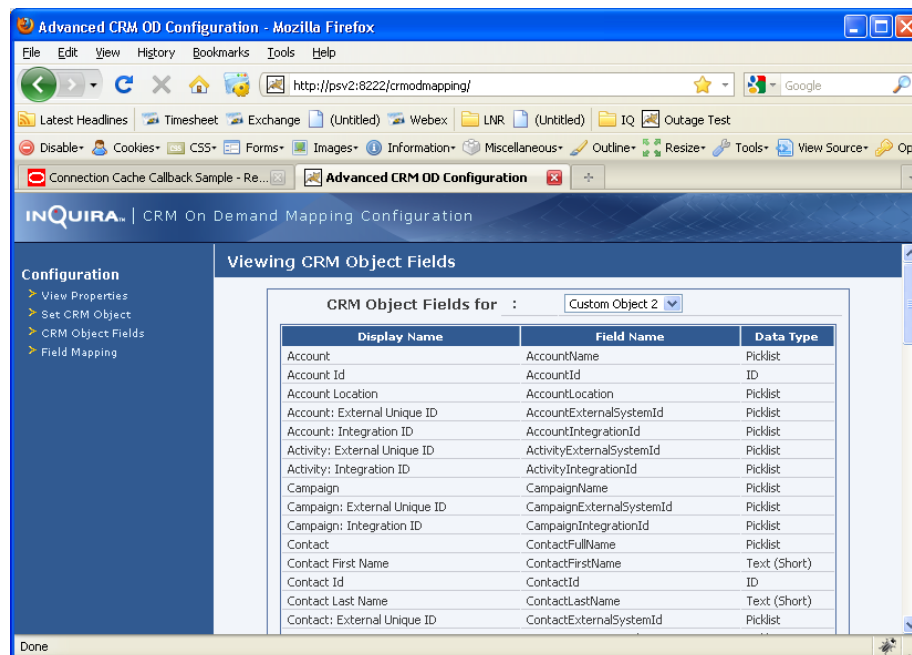 Advanced CRM OD Configuration - Mozilla Firefox
File Edit View History Bookmarks Tools Help
http://psv2:8222/crmodmapping/ Google
Latest Headlines Timesheet Exchange (Untitled) Webex LNR (Untitled) IQ Outage Test
Disable Cookies CSS Forms Images Information Miscellaneous Outline Resize Tools View Source Op
Connection Cache Callback Sample - Re... Advanced CRM OD Configuration
INQUIRA™ | CRM On Demand Mapping Configuration
Configuration
View Properties
Set CRM Object
CRM Object Fields
Field Mapping
Viewing CRM Object Fields
CRM Object Fields for : Custom Object 2
Display Name Field Name Data Type
Account AccountName Picklist
Account Id AccountId ID
Account Location AccountLocation Picklist
Account: External Unique ID AccountExternalSystemId Picklist
Account: Integration ID AccountIntegrationId Picklist
Activity: External Unique ID ActivityExternalSystemId Picklist
Activity: Integration ID ActivityIntegrationId Picklist
Campaign CampaignName Picklist
Campaign: External Unique ID CampaignExternalSystemId Picklist
Campaign: Integration ID CampaignIntegrationId Picklist
Contact ContactFullName Picklist
Contact First Name ContactFirstName Text (Short)
Contact Id ContactId ID
Contact Last Name ContactLastName Text (Short)
Contact: External Unique ID ContactExternalSystemId Picklist
Done